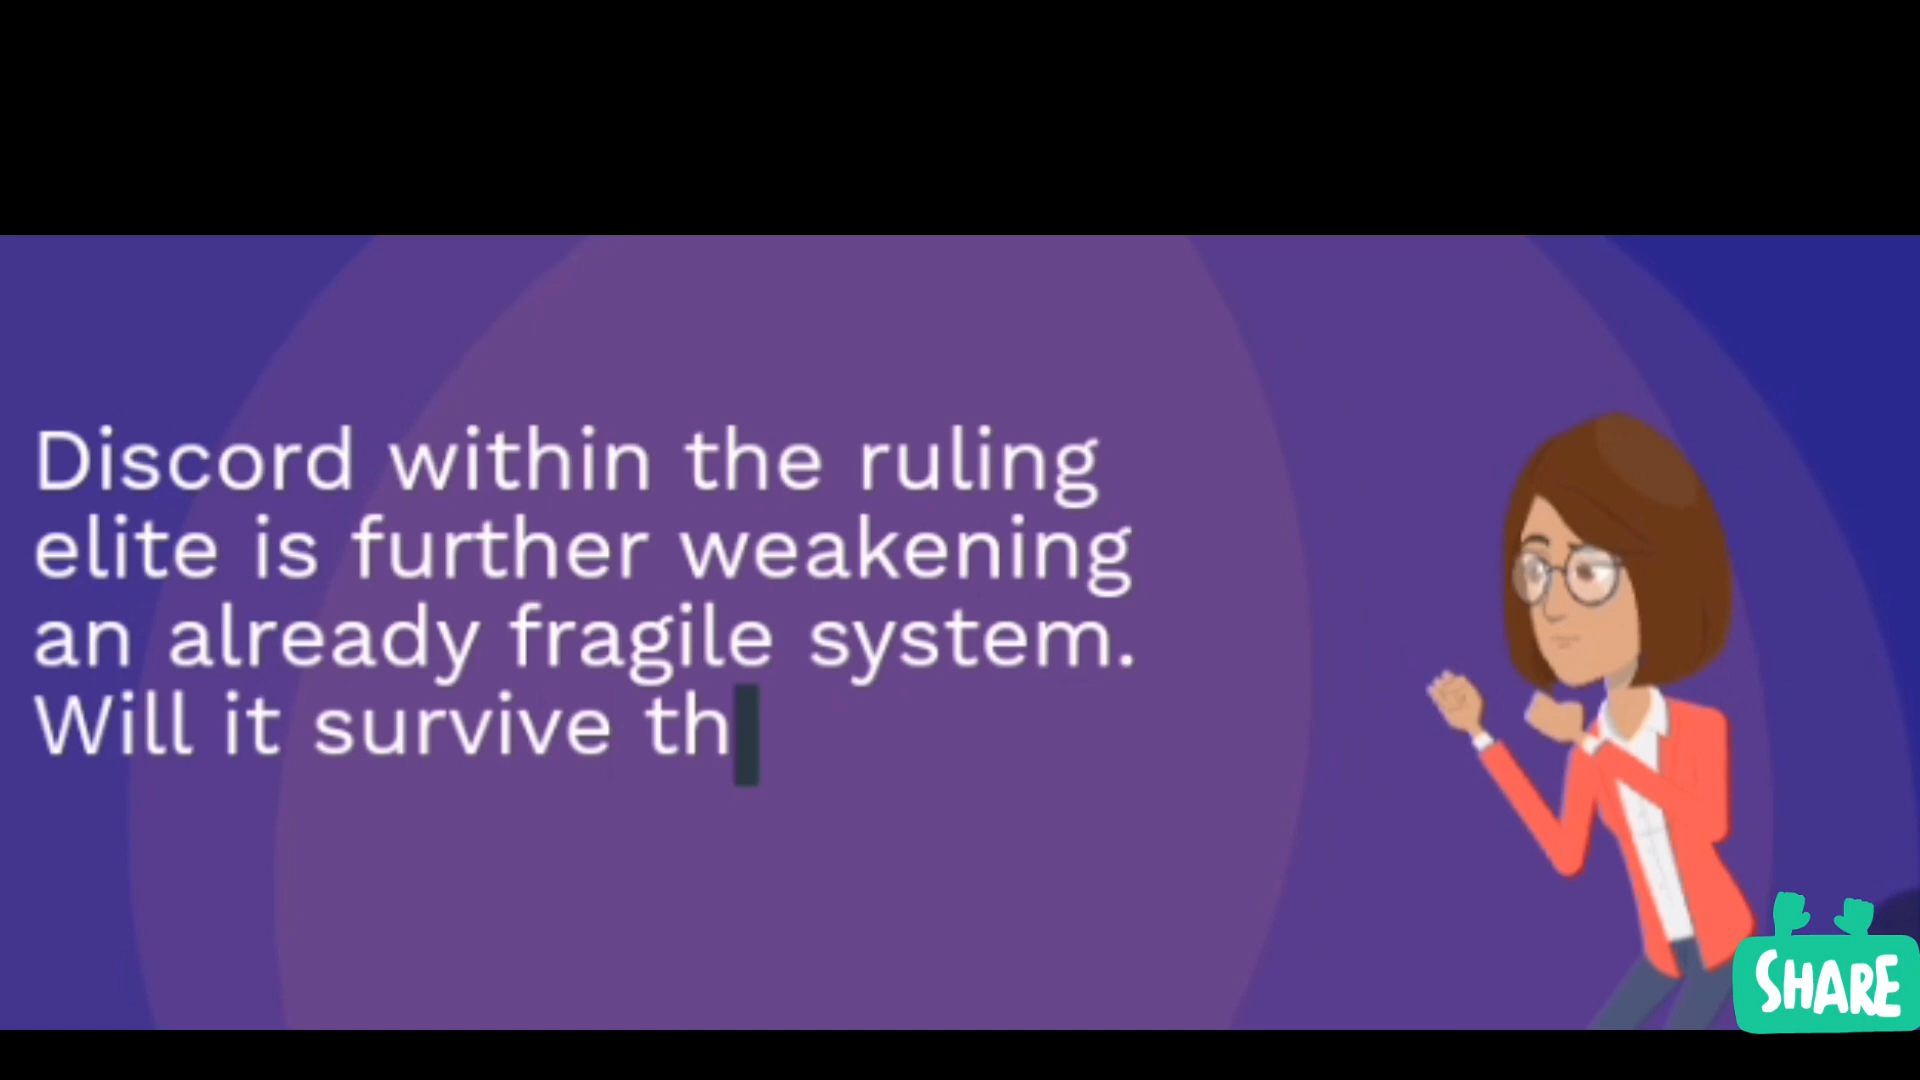 Discord within the ruling
elite is further weakening
an already fragile system.
Will it survive th
SHARE